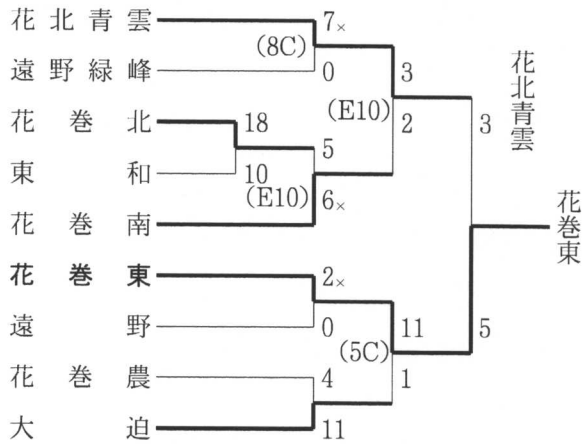 花北青雲 7×
(8C)
遠野緑峰 0
3
(E10)
2
花巻北 18
東和 10
5
(E10)
花巻南 6×
花北青雲
3
花巻東
5
花巻東 2×
遠野 0
11
(5C)
1
花巻農 4
大迫 11